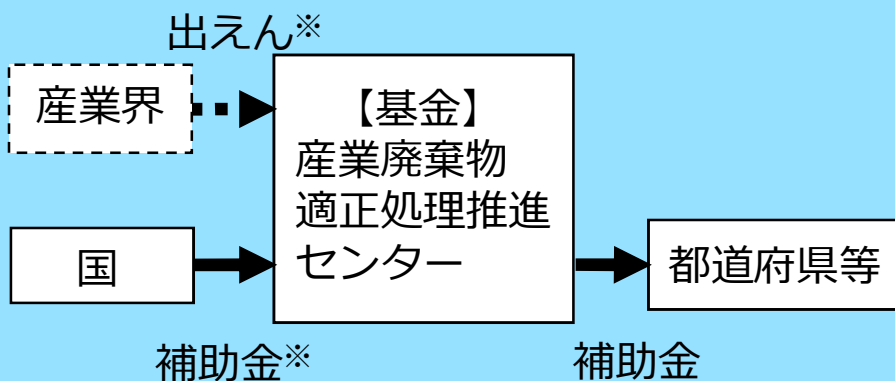 出えん※
産業界
【基金】
産業廃棄物
適正処理推進
センター
国
都道府県等
補助金※
補助金